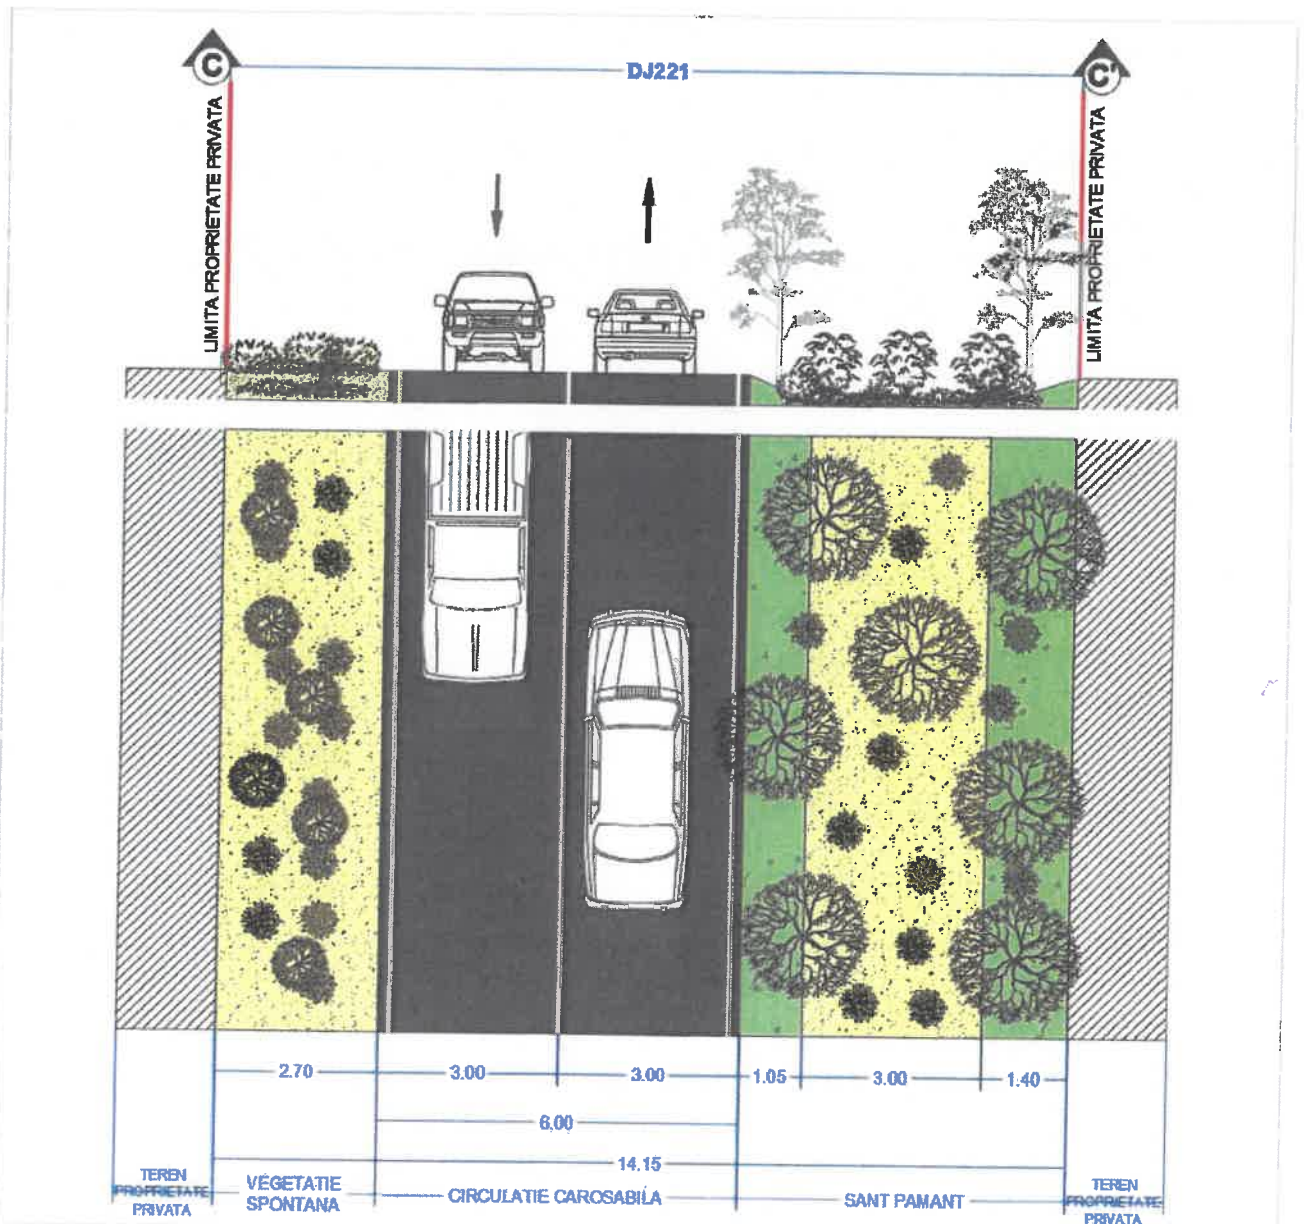 C
DJ221
C'
LIMITA PROPRIETATE PRIVATA
LIMITA PROPRIETATE PRIVATA
2.70
3.00
3.00
1.05
3.00
1.40
6.00
14.15
TEREN
PROPRIETATE
PRIVATA
VEGETATIE
SPONTANA
CIRCULATIE CAROSABILA
SANT PAMANT
TEREN
PROPRIETATE
PRIVATA